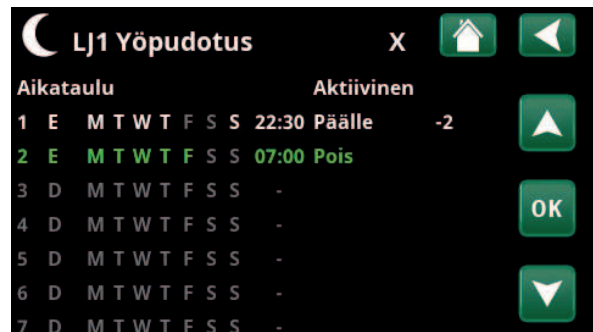 LJ1 Yöpudotus X
Aikataulu Aktiivinen
1 E M T W T F S S 22:30 Päälle -2
2 E M T W T F S S 07:00 Pois
3 D M T W T F S S -
4 D M T W T F S S -
OK
5 D M T W T F S S -
6 D M T W T F S S -
7 D M T W T F S S